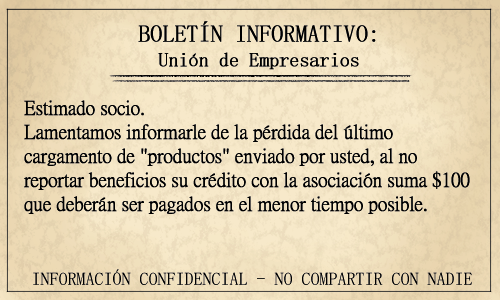 BOLETÍN INFORMATIVO:
Unión de Empresarios
Estimado socio.
Lamentamos informarle de la pérdida del último
cargamento de "productos" enviado por usted, al no
reportar beneficios su crédito con la asociación suma $100
que deberán ser pagados en el menor tiempo posible.
INFORMACIÓN CONFIDENCIAL - NO COMPARTIR CON NADIE